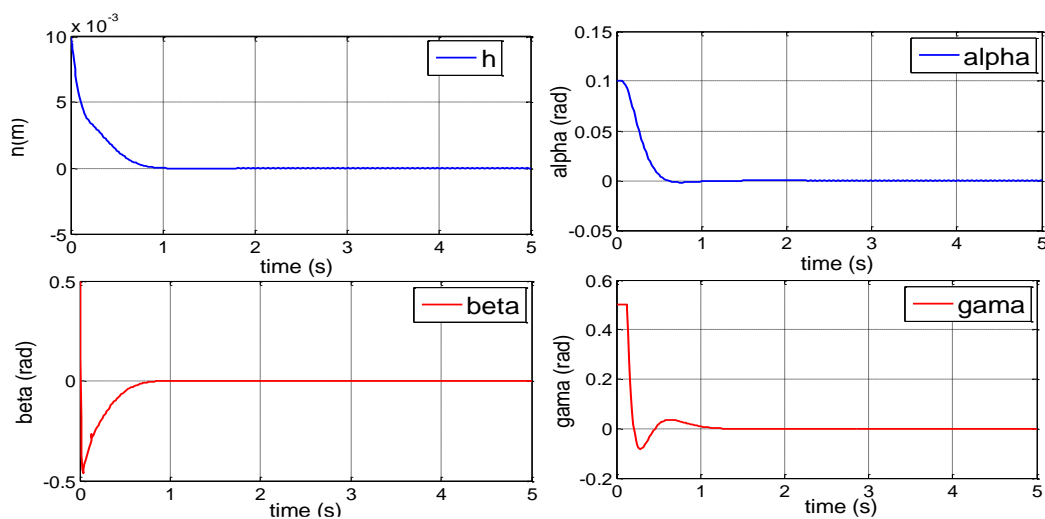 x 10-3
10
5
0
-5
n(m)
h
0 1 2 3 4 5
time (s)
0.15
0.1
0.05
0
-0.05
alpha (rad)
alpha
0 1 2 3 4 5
time (s)
0.5
0
-0.5
beta (rad)
beta
0 1 2 3 4 5
time (s)
0.6
0.4
0.2
0
-0.2
gama (rad)
gama
0 1 2 3 4 5
time (s)